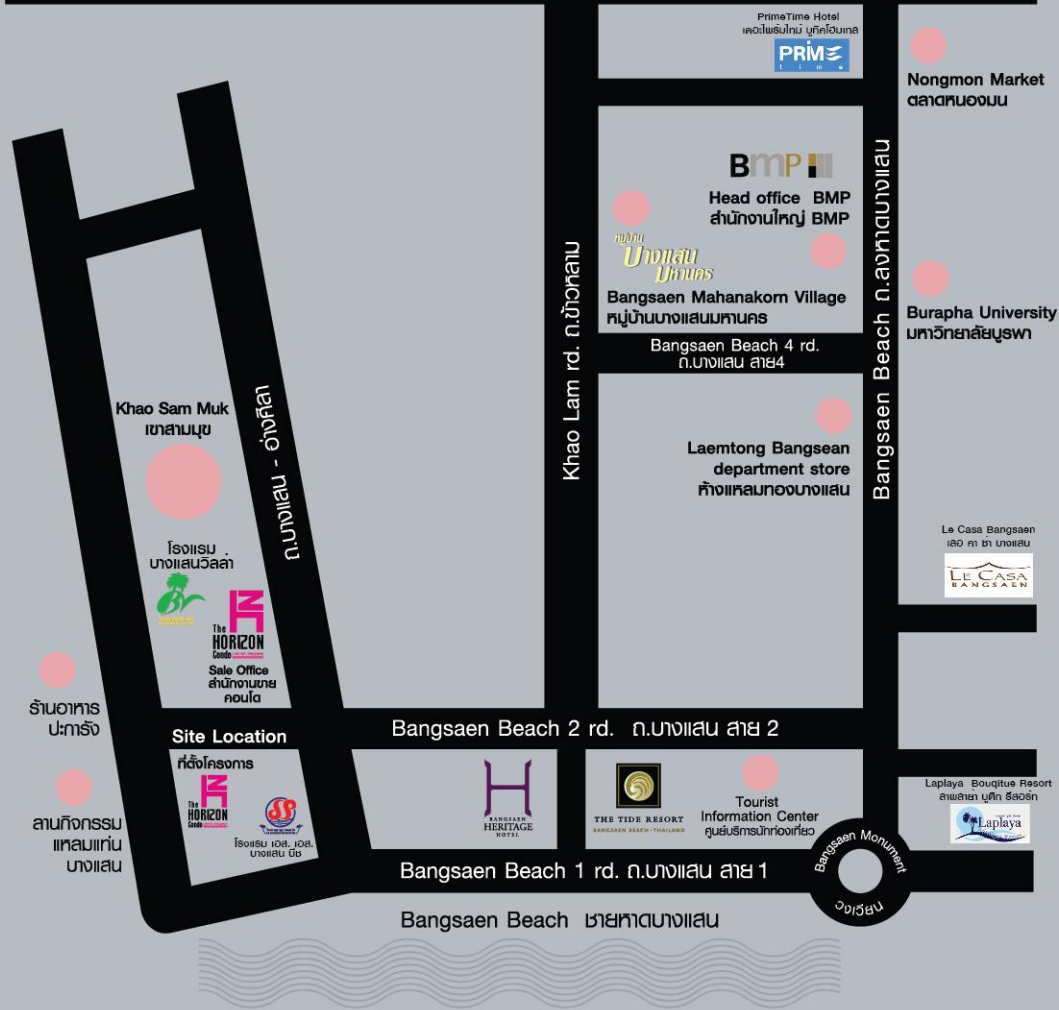 PrimeTime Hotel
เดอะไพร์มไทม์ บูทิคโฮมเทล
PRiME
time
Nongmon Market
ตลาดหนองมน
BMP
Head office BMP
สำนักงานใหญ่ BMP
หมู่บ้าน
บางแสน
มหานคร
Bangsaen Mahanakorn Village
หมู่บ้านบางแสนมหานคร
Burapha University
มหาวิทยาลัยบูรพา
Bangsaen Beach 4 rd.
ถ.บางแสน สาย4
Khao Lam rd. ถ.ข้าวหลาม
Bangsaen Beach ถ.ลงหาดบางแสน
ถ.บางแสน - อ่างศิลา
Khao Sam Muk
เขาสามมุข
Laemtong Bangsean
department store
ห้างแหลมทองบางแสน
Le Casa Bangsaen
เลอ คา ซ่า บางแสน
LE CASA
BANGSAEN
โรงแรม
บางแสนวิลล่า
The
HORIZON
Condo
Sale Office
สำนักงานขาย
คอนโด
ร้านอาหาร
ปะการัง
Bangsaen Beach 2 rd. ถ.บางแสน สาย 2
Site Location
ที่ตั้งโครงการ
The
HORIZON
Condo
โรงแรม เอส. เอส.
บางแสน บีช
ลานกิจกรรม
แหลมแท่น
บางแสน
H
BANGSAEN
HERITAGE
HOTEL
THE TIDE RESORT
BANGSAEN BEACH - THAILAND
Tourist
Information Center
ศูนย์บริการนักท่องเที่ยว
Laplaya Bouqitue Resort
ลาพลาย่า บูติก รีสอร์ท
Laplaya
Bangsaen Monument
วงเวียน
Bangsaen Beach 1 rd. ถ.บางแสน สาย 1
Bangsaen Beach ชายหาดบางแสน